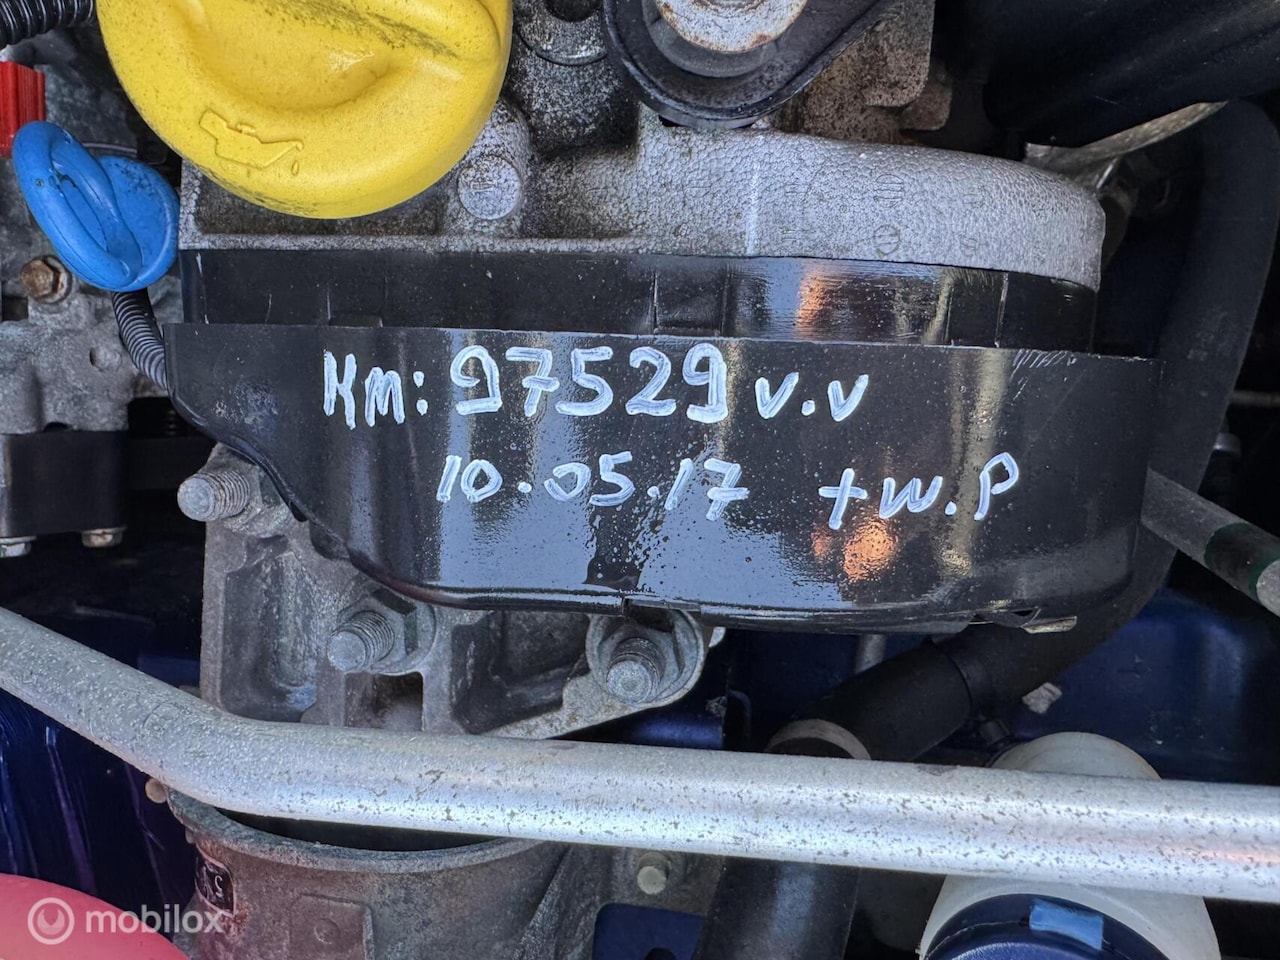 KM: 97529 v.v
10.05.17 + W.P
mobilox